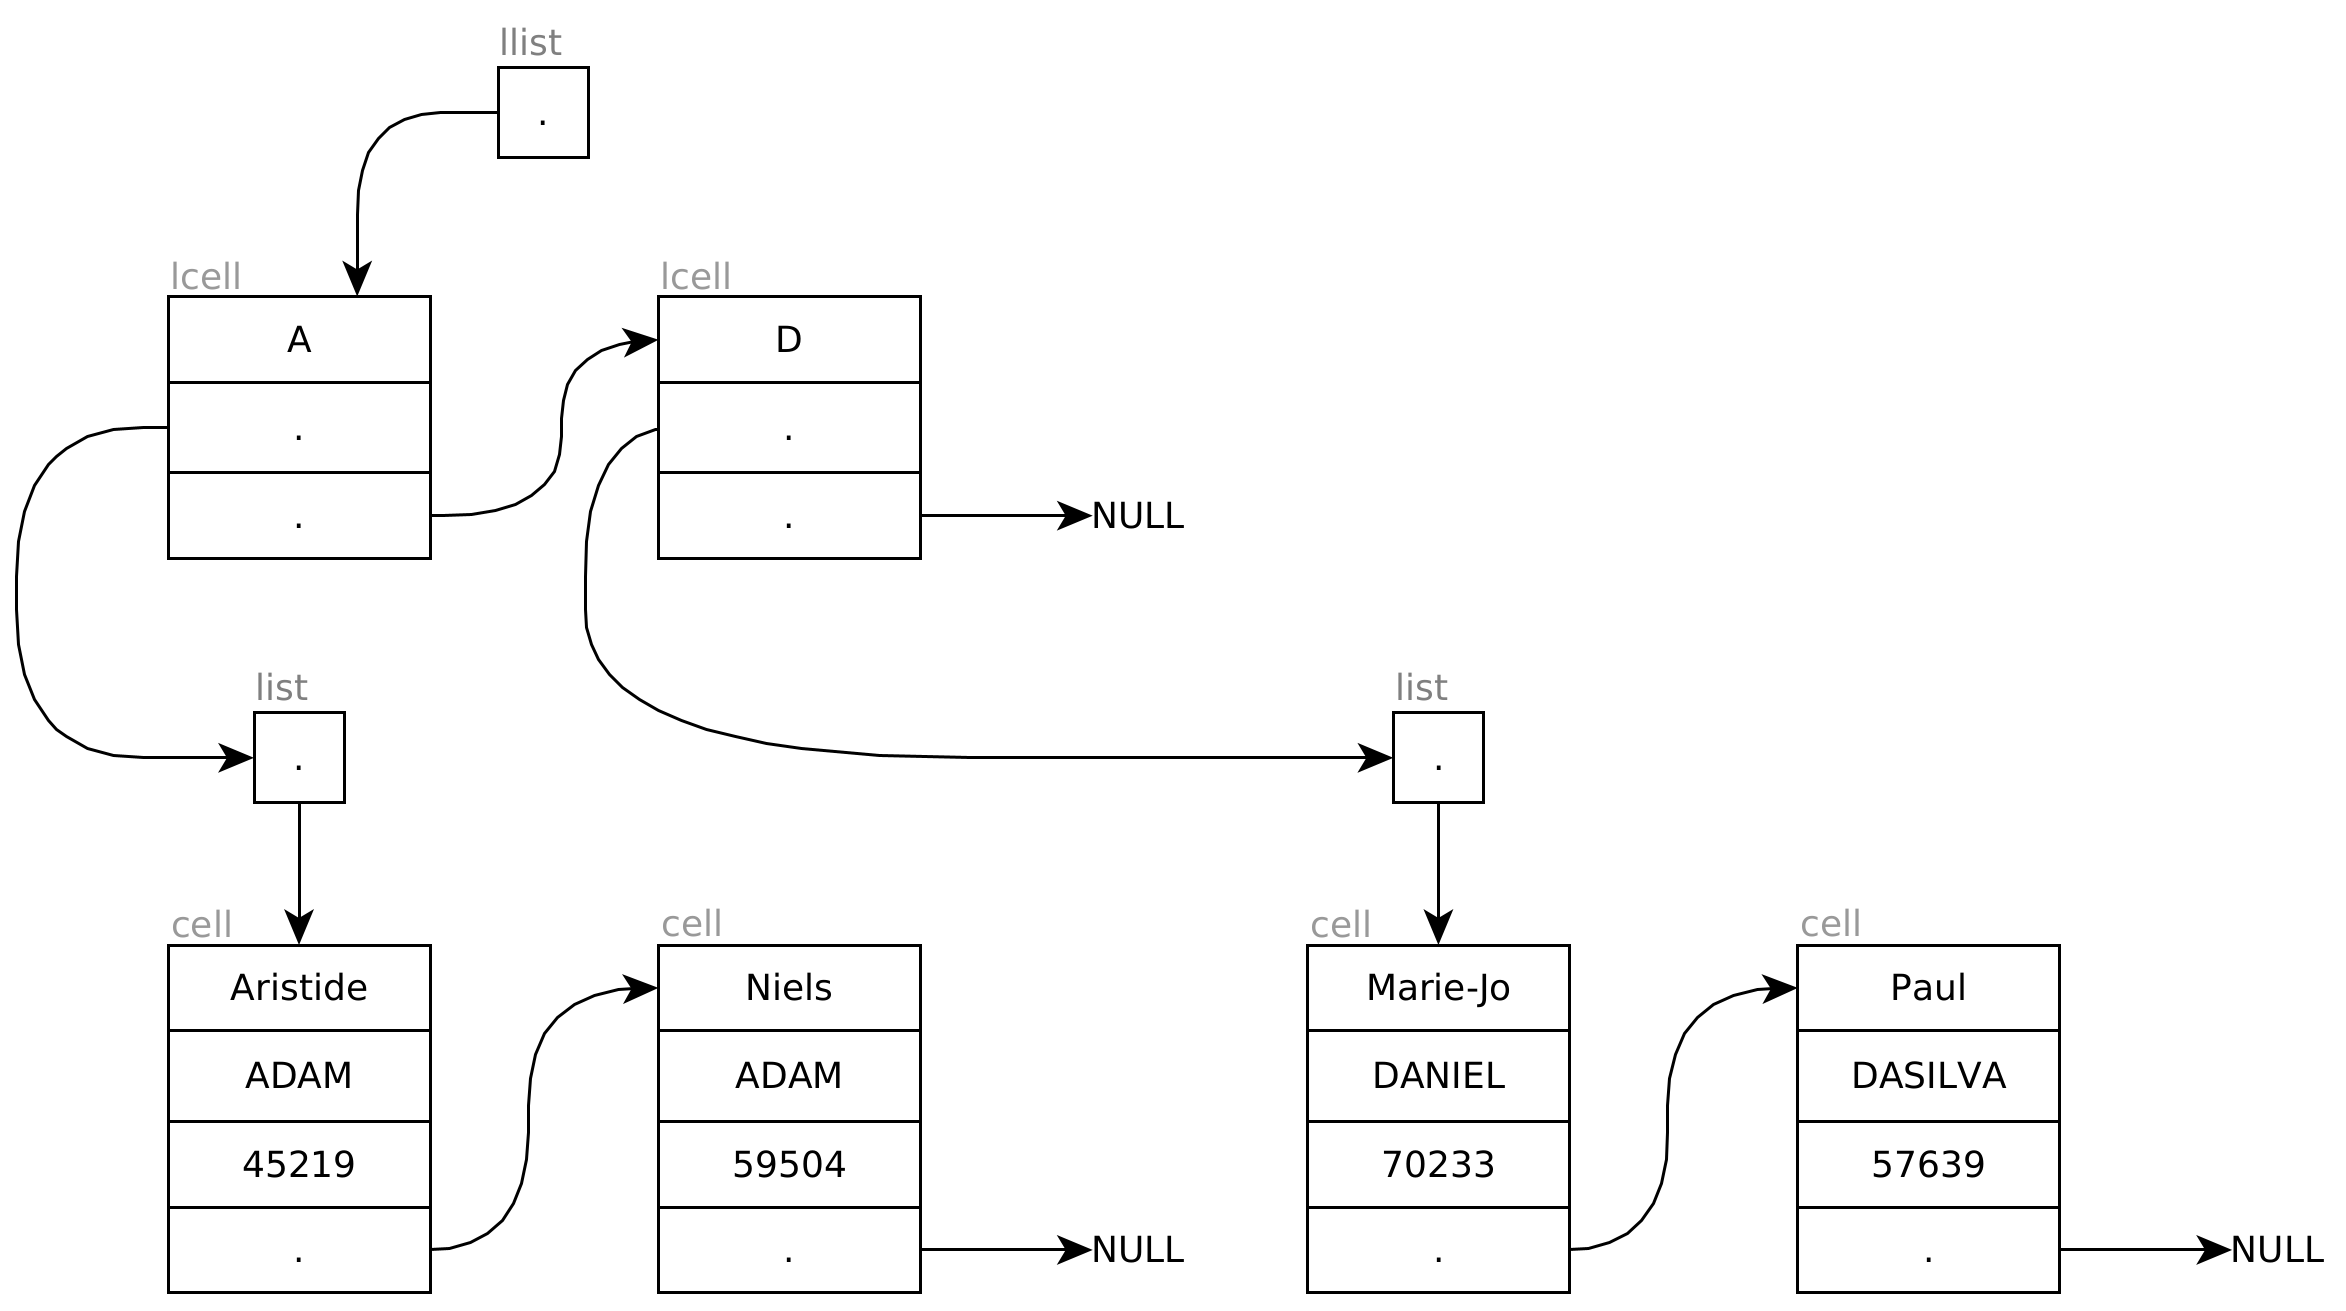 llist
.
lcell
lcell
A
D
.
.
.
.
NULL
list
list
.
.
cell
cell
cell
cell
Aristide
Niels
Marie-Jo
Paul
ADAM
ADAM
DANIEL
DASILVA
45219
59504
70233
57639
.
.
NULL
.
.
NULL